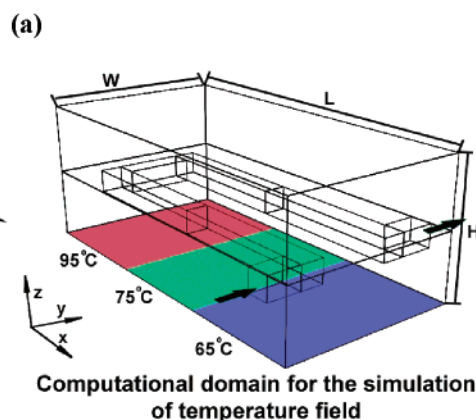 (a)
W
L
H
95°C
75°C
65°C
z
y
x
Computational domain for the simulation
of temperature field